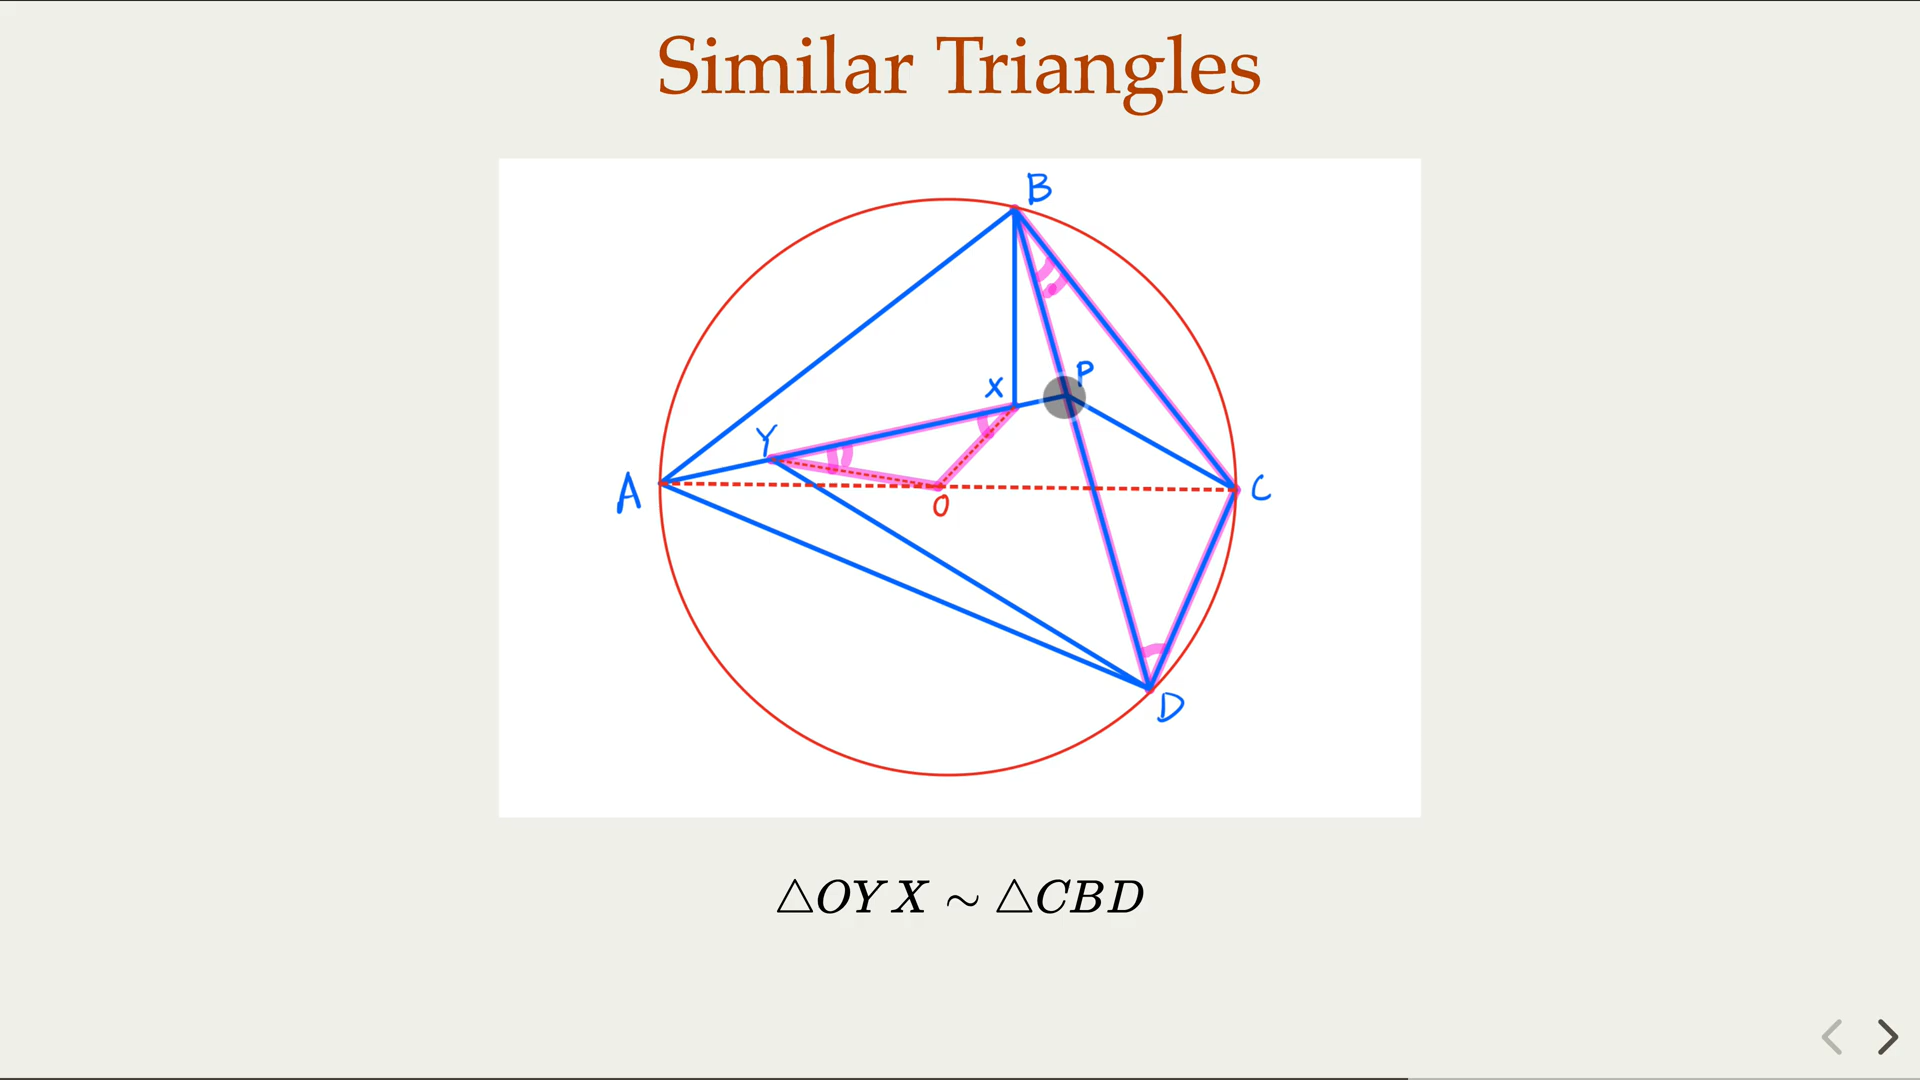 Similar Triangles
B
P
X
Y
A
O
C
D
△OYX ∼ △CBD